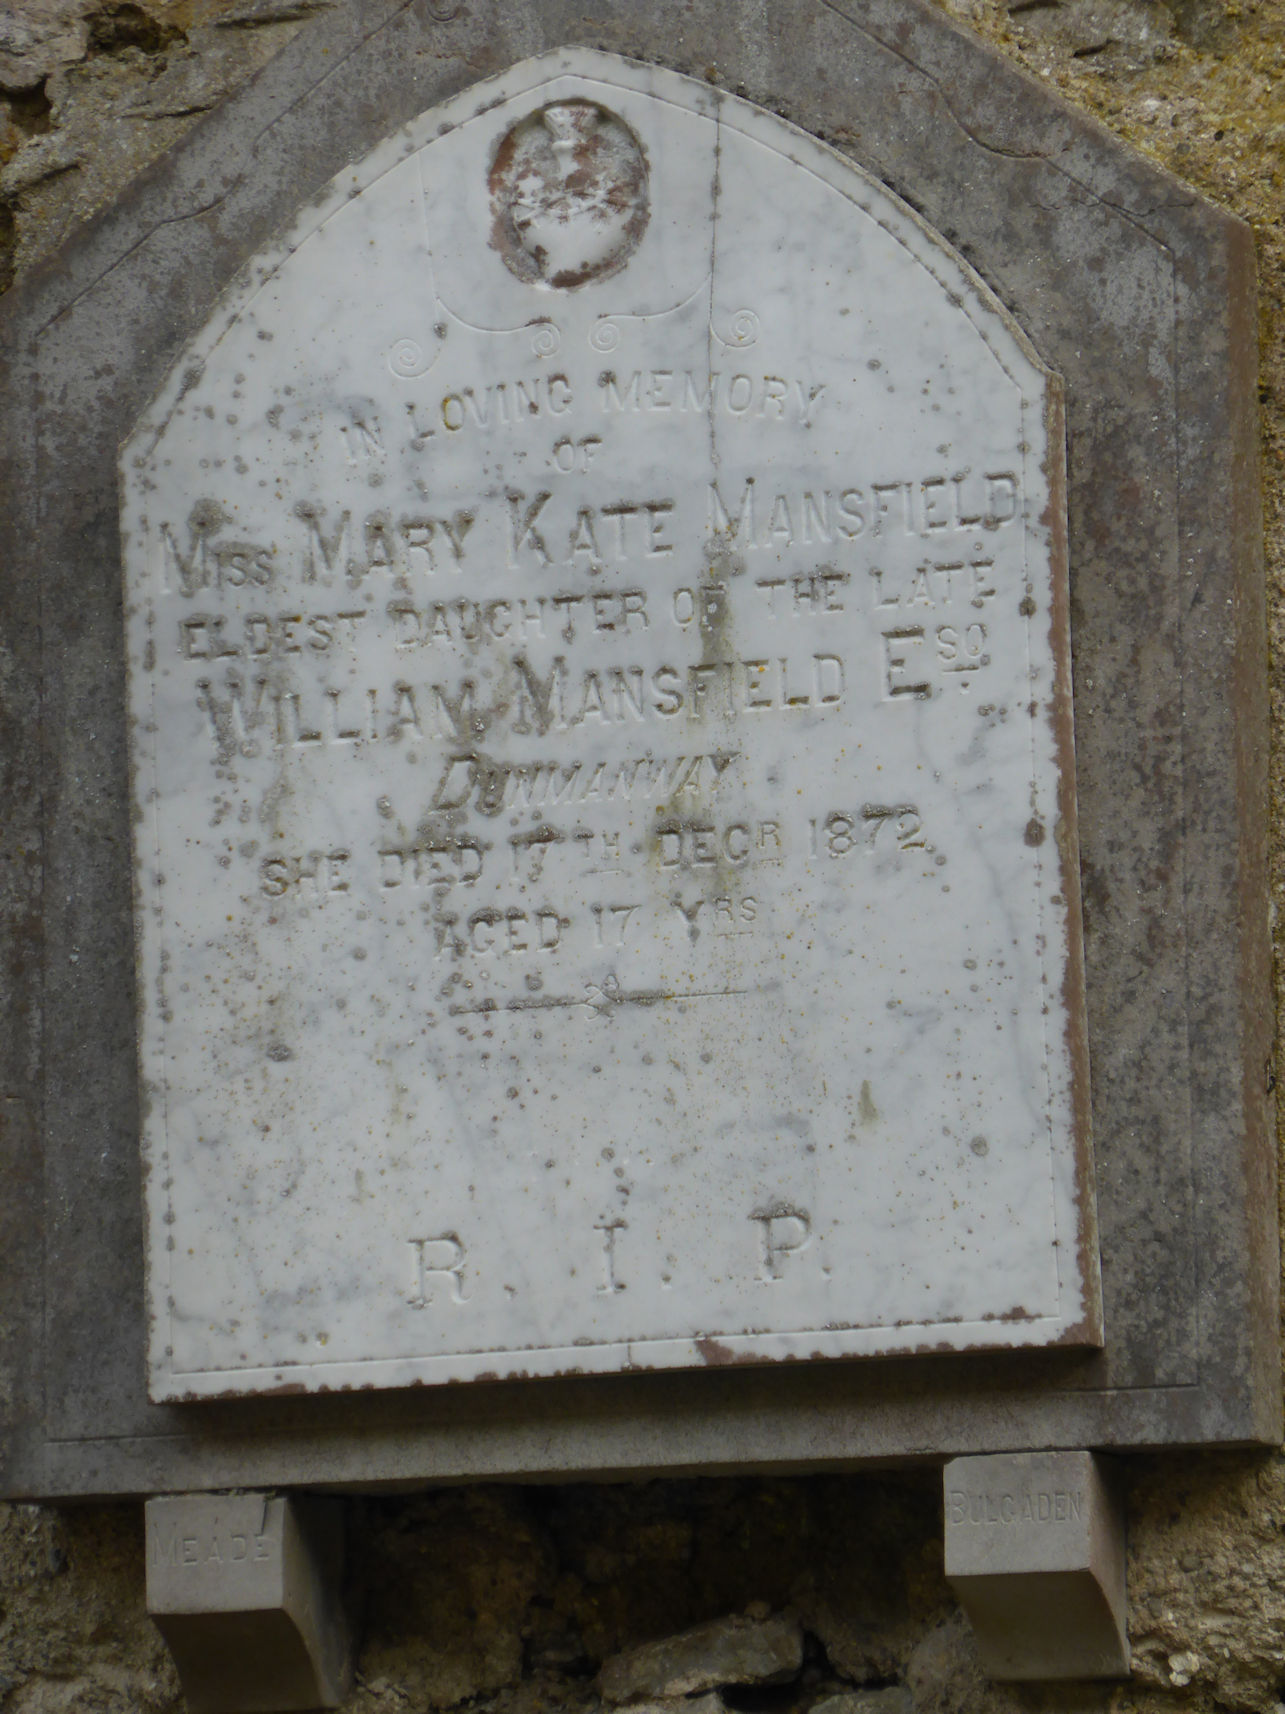 IN LOVING MEMORY
OF
MISS MARY KATE MANSFIELD
ELDEST DAUGHTER OF THE LATE
WILLIAM MANSFIELD ESQ.
DUNMANWAY
SHE DIED 17TH DECR 1872
AGED 17 YRS
R. I. P.
MEADE
BULGADEN